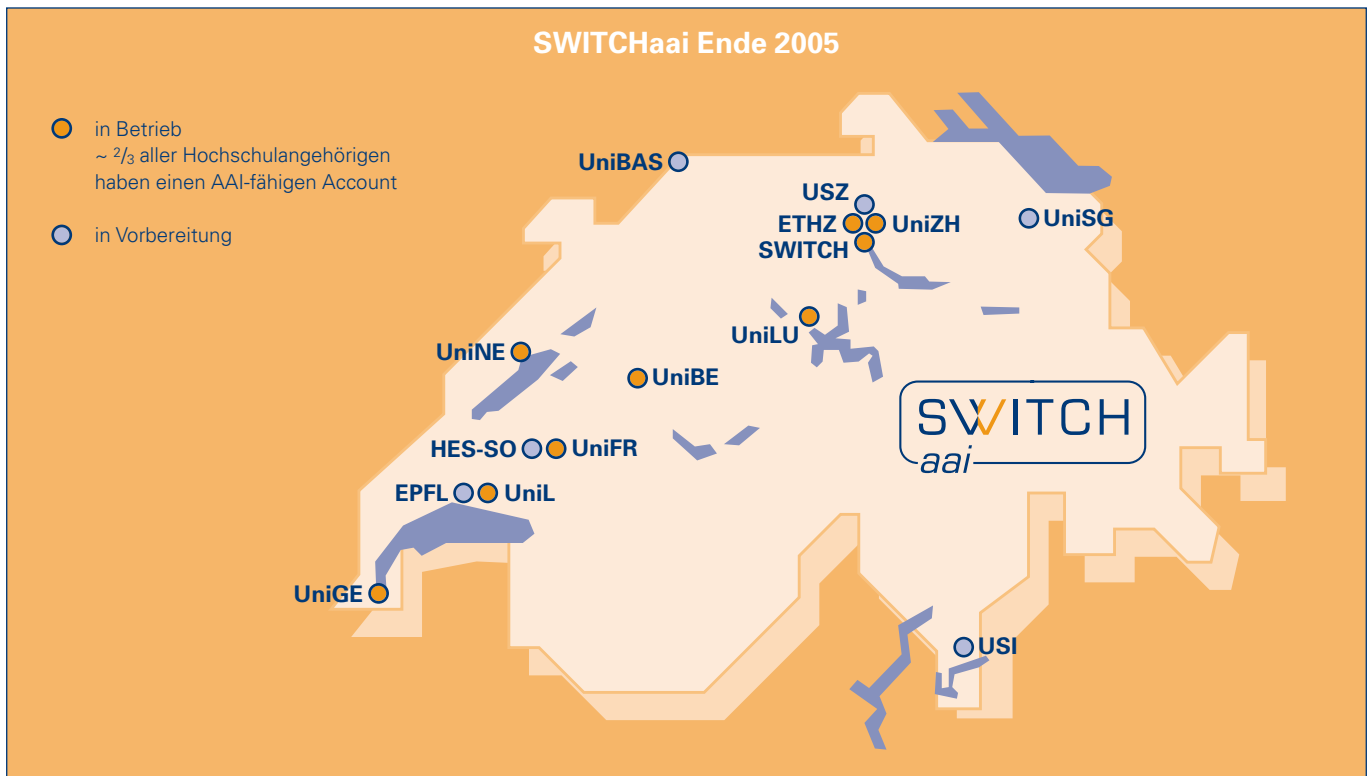 SWITCHaai Ende 2005
in Betrieb
~ 2/3 aller Hochschulangehörigen
haben einen AAI-fähigen Account
in Vorbereitung
UniBAS
USZ
ETHZ
UniZH
SWITCH
UniSG
UniLU
UniNE
UniBE
HES-SO
UniFR
EPFL
UniL
UniGE
USI
SWITCH
aai